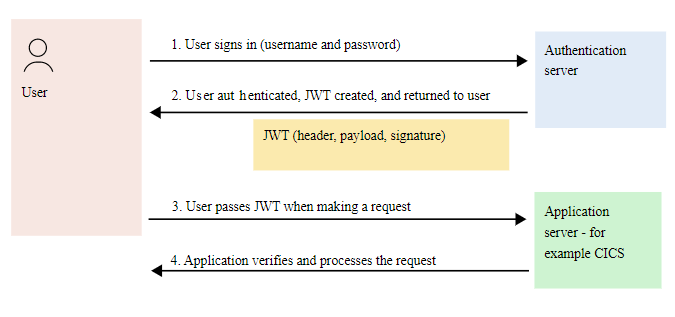 1. User signs in (username and password)
Authentication
server
User
2. User aut henticated, JWT created, and returned to user
JWT (header, payload, signature)
3. User passes JWT when making a request
Application
server - for
example CICS
4. Application verifies and processes the request